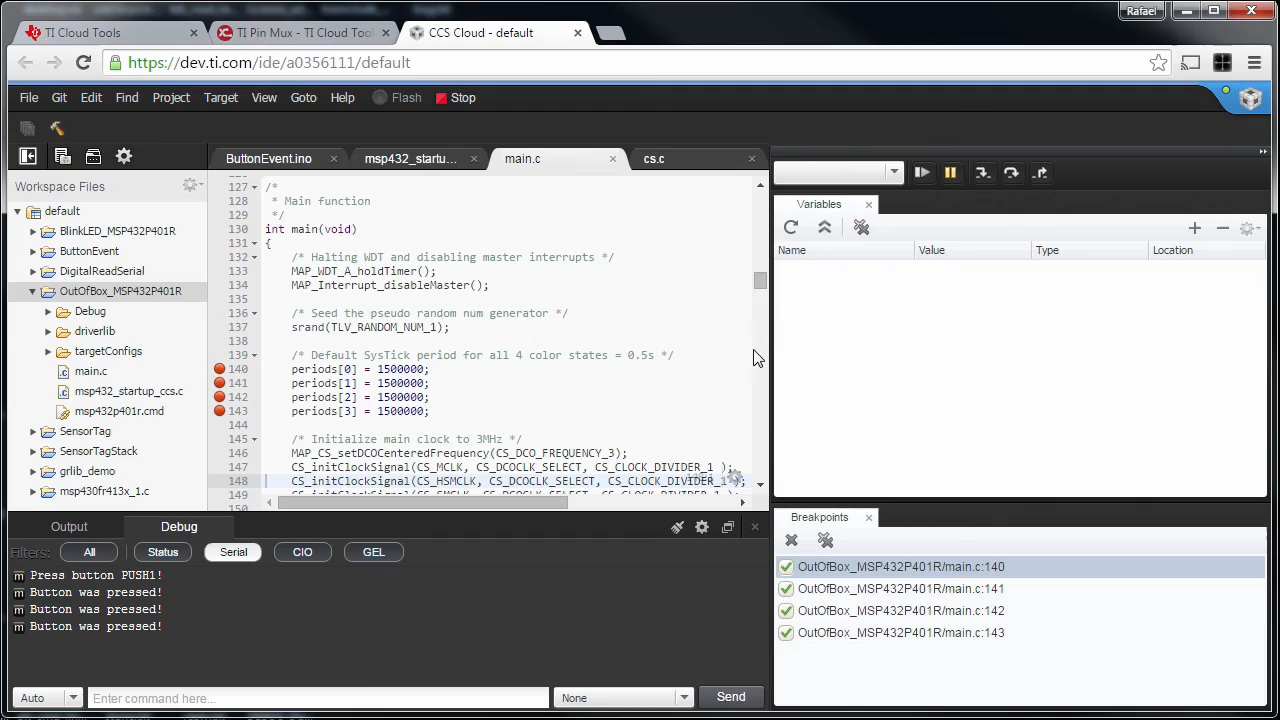 Rafael
TI Cloud Tools
TI Pin Mux - TI Cloud Tool
CCS Cloud - default
https://dev.ti.com/ide/a0356111/default
File Git Edit Find Project Target View Goto Help Flash Stop
ButtonEvent.ino
msp432_startu...
main.c
cs.c
Workspace Files
default
BlinkLED_MSP432P401R
ButtonEvent
DigitalReadSerial
OutOfBox_MSP432P401R
Debug
driverlib
targetConfigs
main.c
msp432_startup_ccs.c
msp432p401r.cmd
SensorTag
SensorTagStack
grlib_demo
msp430fr413x_1.c
127 /*
128 * Main function
129 */
130 int main(void)
131 {
132 /* Halting WDT and disabling master interrupts */
133 MAP_WDT_A_holdTimer();
134 MAP_Interrupt_disableMaster();
135
136 /* Seed the pseudo random num generator */
137 srand(TLV_RANDOM_NUM_1);
138
139 /* Default SysTick period for all 4 color states = 0.5s */
140 periods[0] = 1500000;
141 periods[1] = 1500000;
142 periods[2] = 1500000;
143 periods[3] = 1500000;
144
145 /* Initialize main clock to 3MHz */
146 MAP_CS_setDCOCenteredFrequency(CS_DCO_FREQUENCY_3);
147 CS_initClockSignal(CS_MCLK, CS_DCOCLK_SELECT, CS_CLOCK_DIVIDER_1 );
148 CS_initClockSignal(CS_HSMCLK, CS_DCOCLK_SELECT, CS_CLOCK_DIVIDER_1 );
149 CS_initClockSignal(CS_SMCLK, CS_DCOCLK_SELECT, CS_CLOCK_DIVIDER_1 );
150
Variables
Name Value Type Location
Output Debug
Filters: All Status Serial CIO GEL
Press button PUSH1!
Button was pressed!
Button was pressed!
Button was pressed!
Auto Enter command here... None Send
Breakpoints
OutOfBox_MSP432P401R/main.c:140
OutOfBox_MSP432P401R/main.c:141
OutOfBox_MSP432P401R/main.c:142
OutOfBox_MSP432P401R/main.c:143